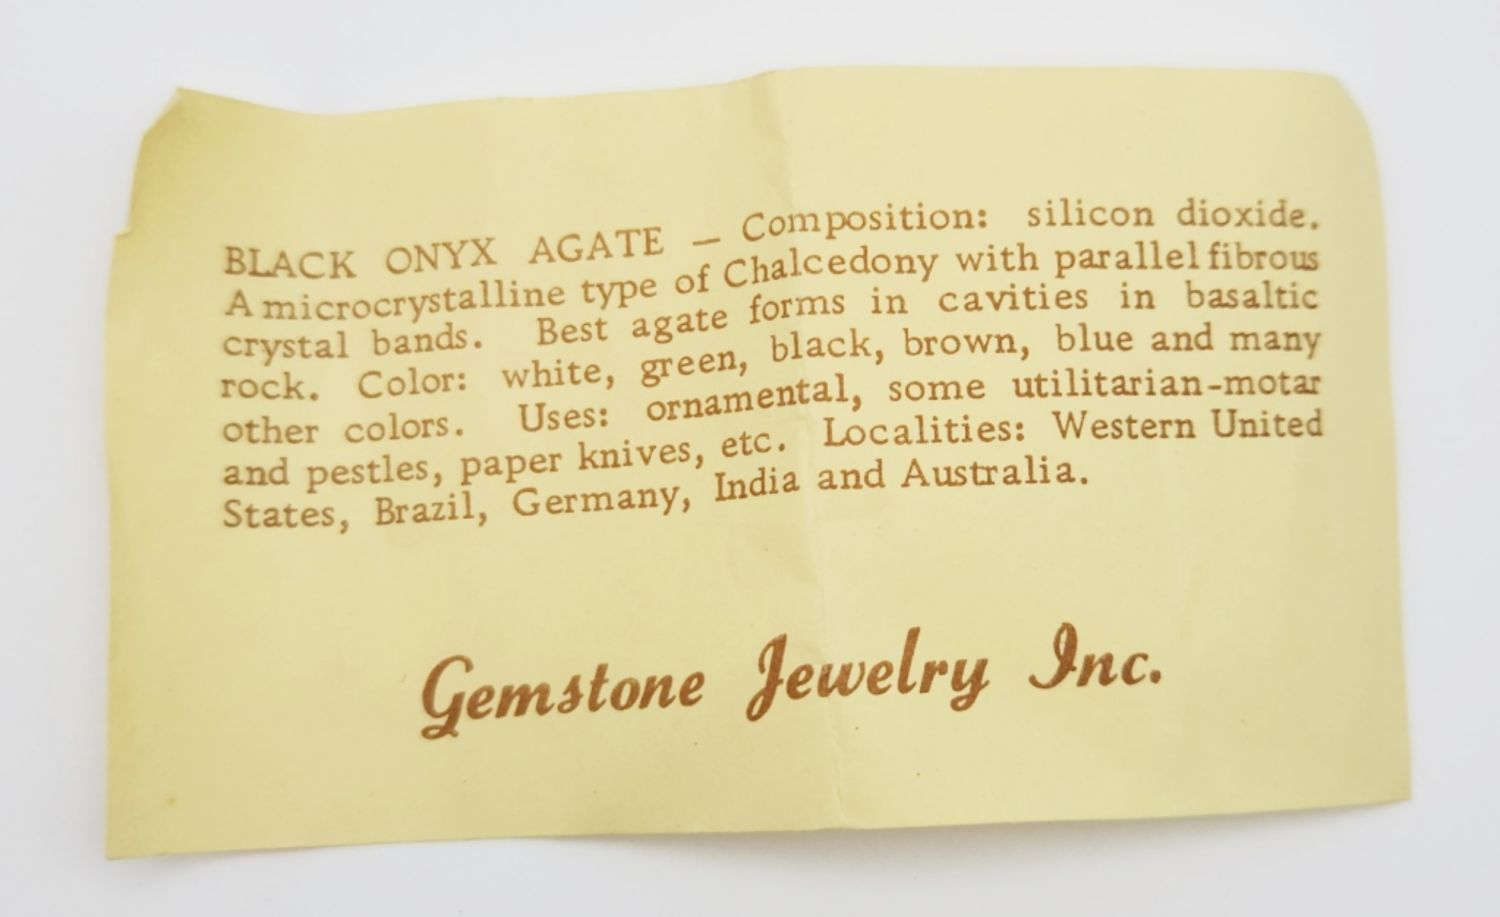 BLACK ONYX AGATE — Composition: silicon dioxide.
A microcrystalline type of Chalcedony with parallel fibrous
crystal bands. Best agate forms in cavities in basaltic
rock. Color: white, green, black, brown, blue and many
other colors. Uses: ornamental, some utilitarian-motar
and pestles, paper knives, etc. Localities: Western United
States, Brazil, Germany, India and Australia.
Gemstone Jewelry Inc.